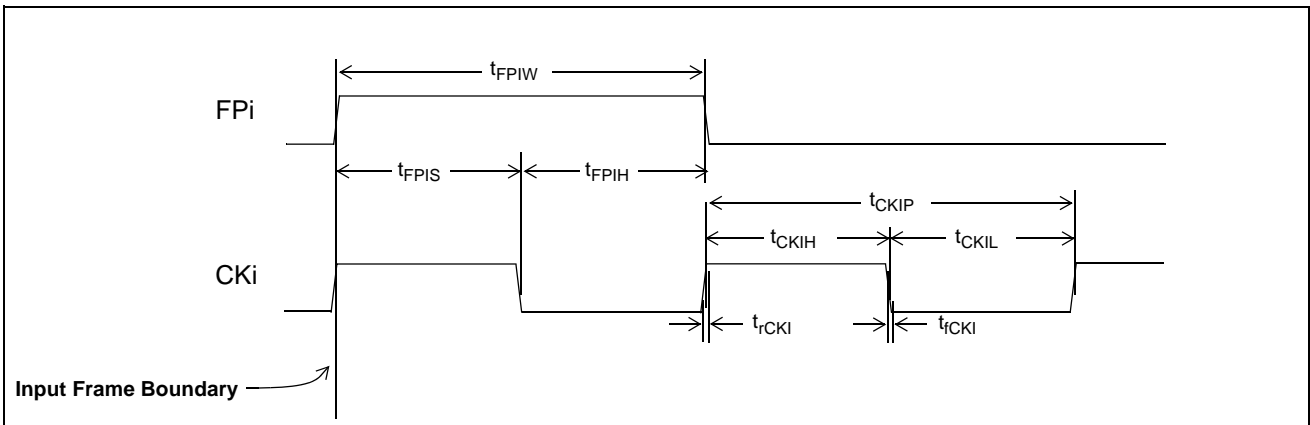 tFPIW
FPi
tFPIS
tFPIH
tCKIP
tCKIH
tCKIL
CKi
trCKI
tfCKI
Input Frame Boundary